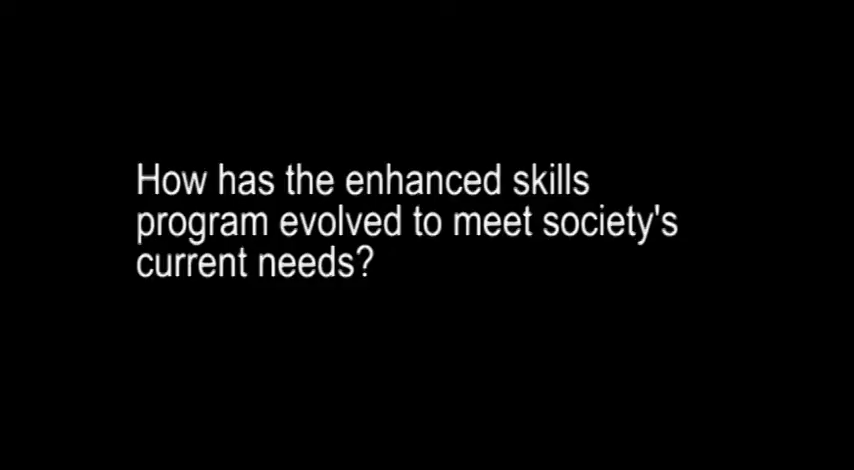 How has the enhanced skills
program evolved to meet society's
current needs?